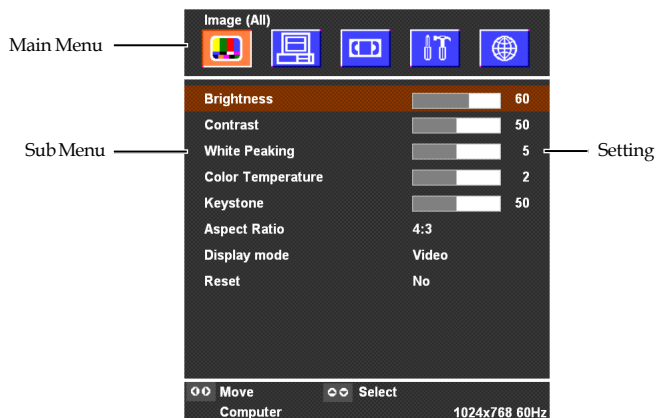 Image (All)
Main Menu
Brightness 60
Contrast 50
Sub Menu White Peaking 5 Setting
Color Temperature 2
Keystone 50
Aspect Ratio 4:3
Display mode Video
Reset No
Move Select
Computer 1024x768 60Hz